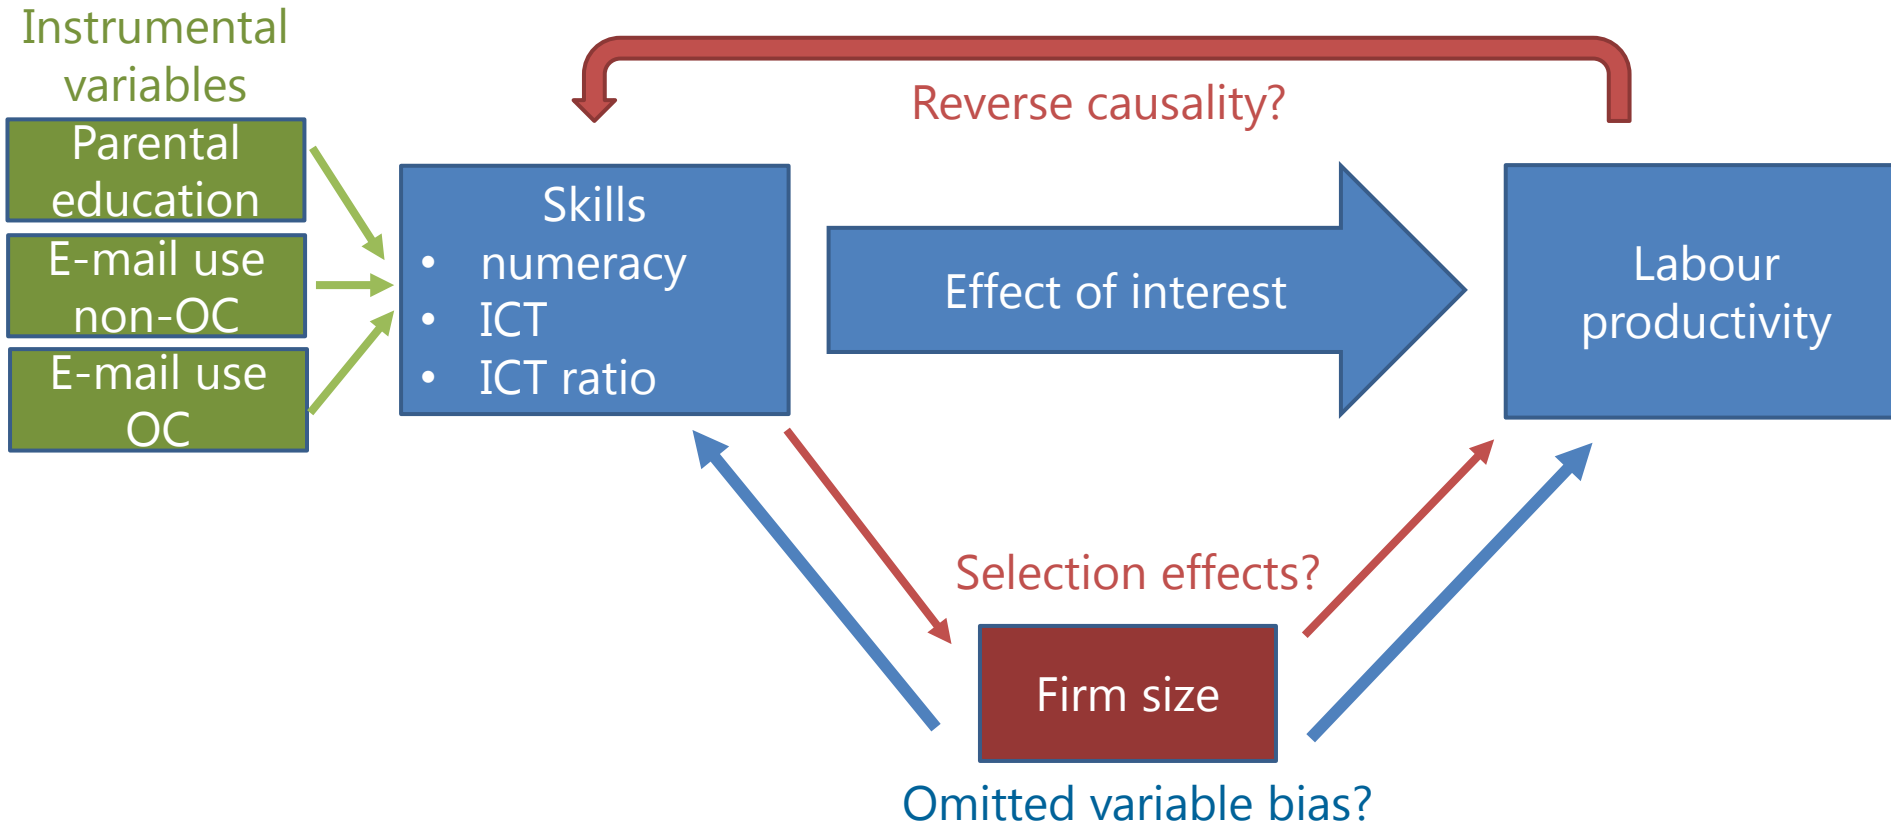 Instrumental
variables
Parental
education
E-mail use
non-OC
E-mail use
OC
Reverse causality?
Skills
• numeracy
• ICT
• ICT ratio
Effect of interest
Labour
productivity
Selection effects?
Firm size
Omitted variable bias?